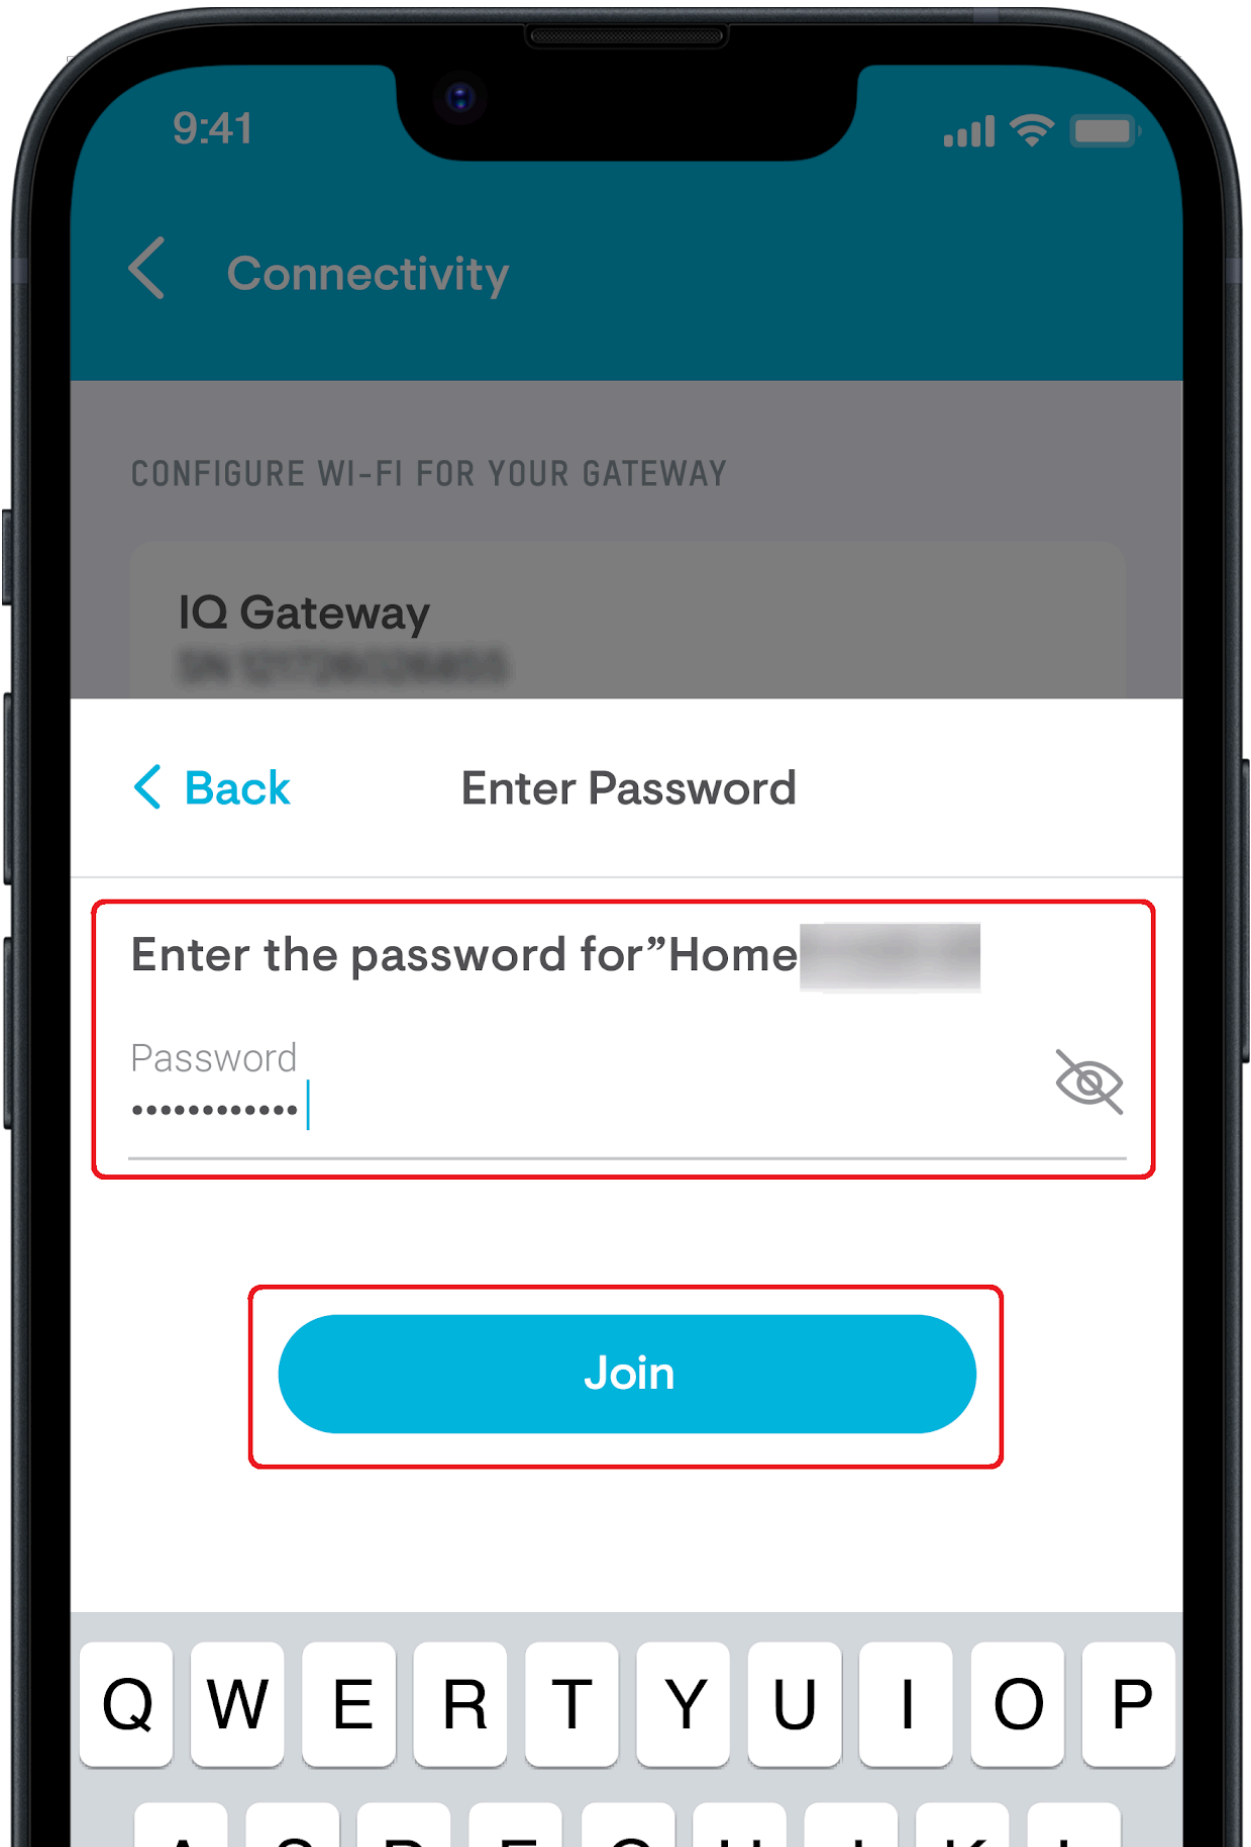 9:41
Connectivity
CONFIGURE WI-FI FOR YOUR GATEWAY
IQ Gateway
Back
Enter Password
Enter the password for”Home
Password
••••••••••••
Join
Q W E R T Y U I O P